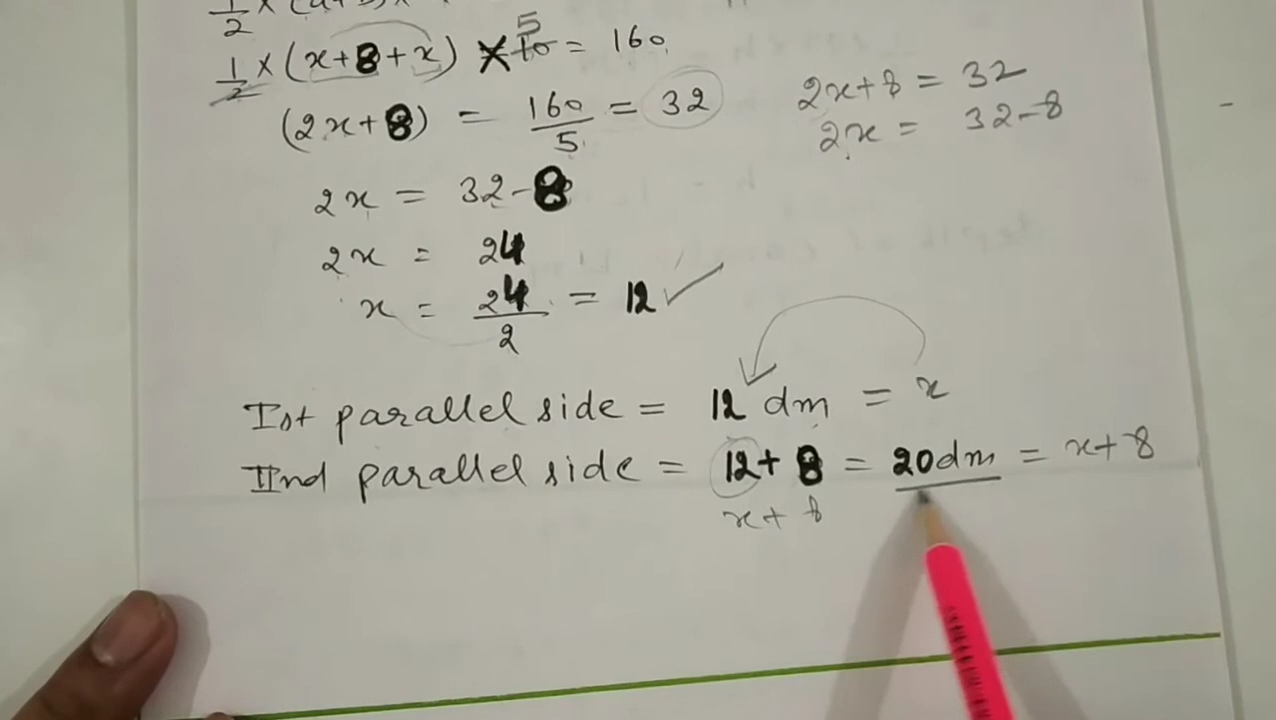 1/2 × (x+8+x) × 10 5 = 160
(2x+8) = 160/5 = 32
2x+8 = 32
2x = 32-8
2x = 32-8
2x = 24
x = 24/2 = 12 ✓
Ist parallel side = 12 dm = x
IInd parallel side = 12+8 = 20dm = x+8
x+8